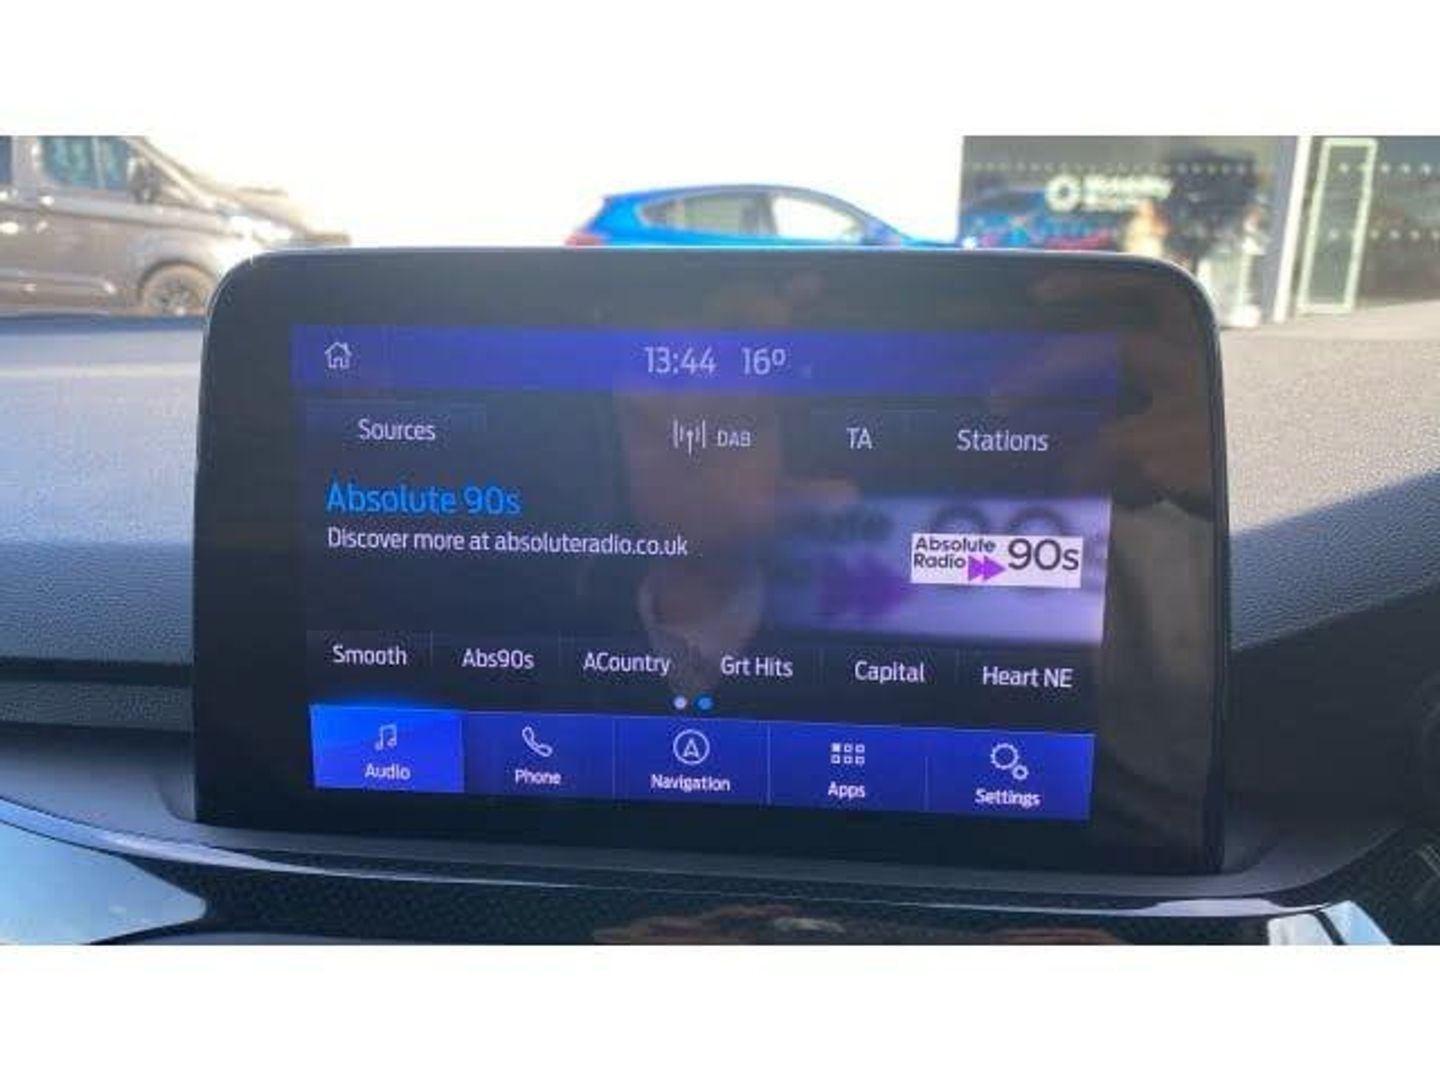 13:44 16°
Sources DAB TA Stations
Absolute 90s
Discover more at absoluteradio.co.uk
Absolute
Radio 90s
Smooth Abs90s ACountry Grt Hits Capital Heart NE
Audio Phone Navigation Apps Settings